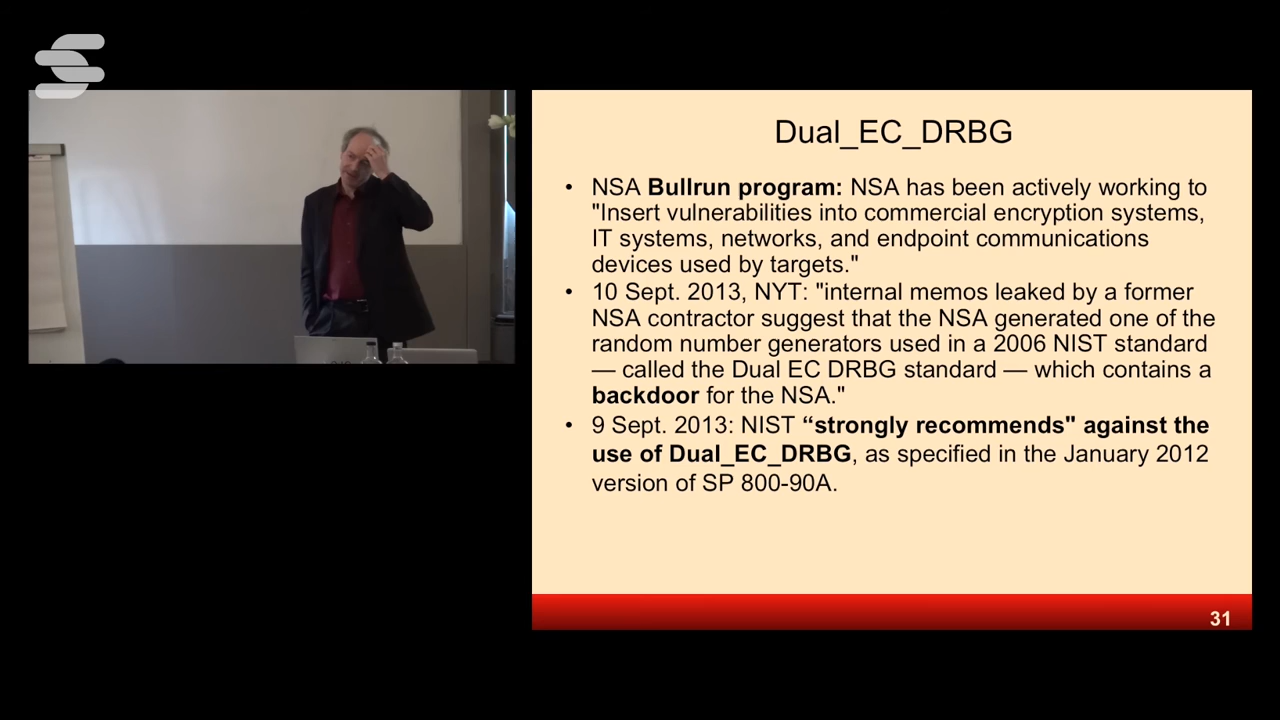 Dual_EC_DRBG
• NSA Bullrun program: NSA has been actively working to
"Insert vulnerabilities into commercial encryption systems,
IT systems, networks, and endpoint communications
devices used by targets."
• 10 Sept. 2013, NYT: "internal memos leaked by a former
NSA contractor suggest that the NSA generated one of the
random number generators used in a 2006 NIST standard
— called the Dual EC DRBG standard — which contains a
backdoor for the NSA."
• 9 Sept. 2013: NIST “strongly recommends" against the
use of Dual_EC_DRBG, as specified in the January 2012
version of SP 800-90A.
31